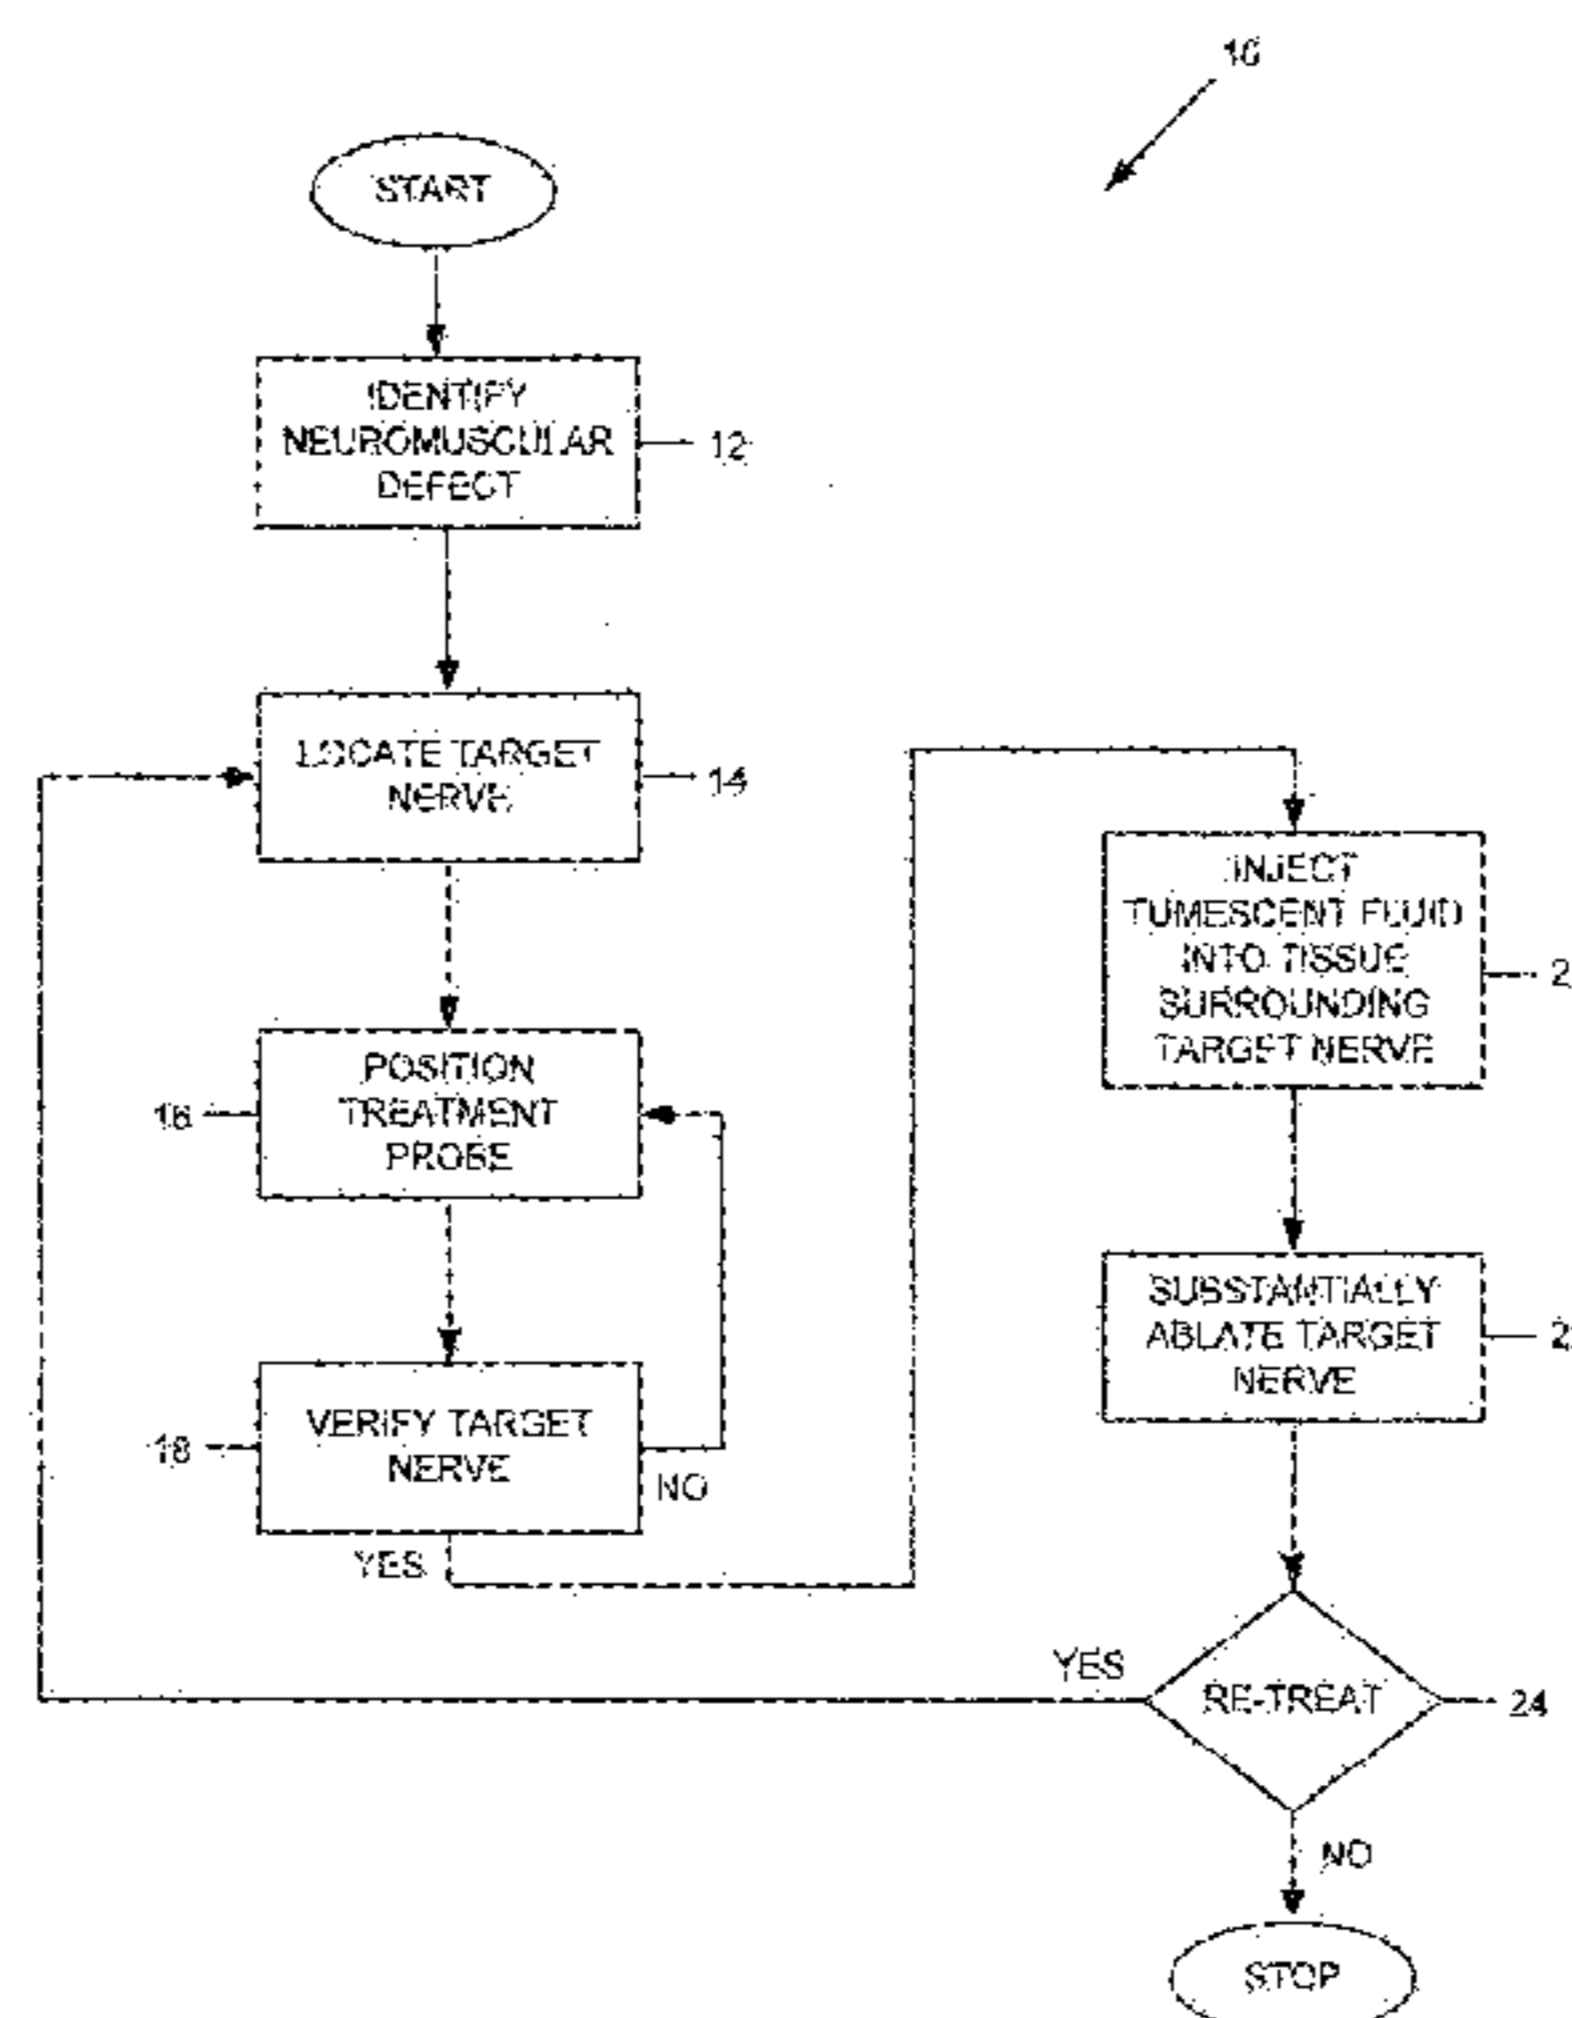 10
START
IDENTIFY
NEUROMUSCULAR
DEFECT
12
LOCATE TARGET
NERVE
14
POSITION
TREATMENT
PROBE
16
VERIFY TARGET
NERVE
18
NO
YES
INJECT
TUMESCENT FLUID
INTO TISSUE
SURROUNDING
TARGET NERVE
2
SUBSTANTIALLY
ABLATE TARGET
NERVE
2
YES
RE-TREAT
24
NO
STOP